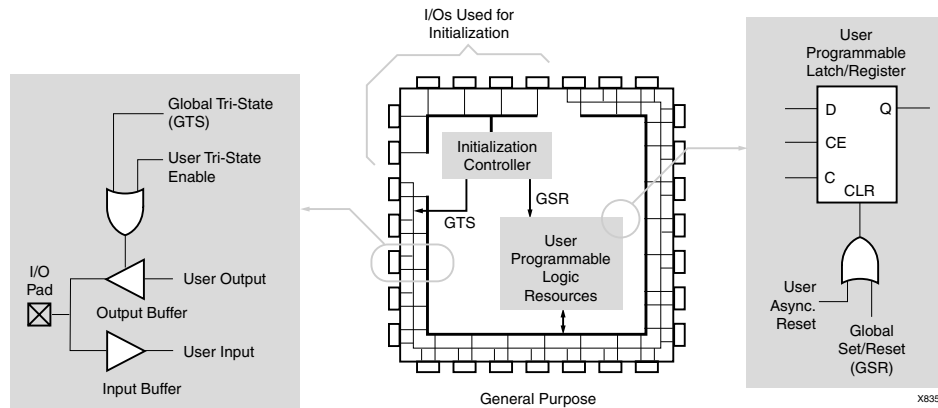 I/Os Used for
Initialization
Global Tri-State
(GTS)
User Tri-State
Enable
I/O
Pad
User Output
Output Buffer
User Input
Input Buffer
Initialization
Controller
GTS
GSR
User
Programmable
Logic
Resources
General Purpose
User
Programmable
Latch/Register
D
Q
CE
C
CLR
User
Async.
Reset
Global
Set/Reset
(GSR)
X835